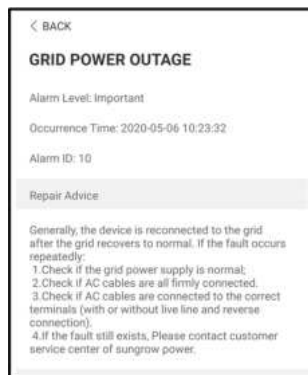 < BACK
GRID POWER OUTAGE
Alarm Level: Important
Occurrence Time: 2020-05-06 10:23:32
Alarm ID: 10
Repair Advice
Generally, the device is reconnected to the grid
after the grid recovers to normal. If the fault occurs
repeatedly:
1.Check if the grid power supply is normal;
2.Check if AC cables are all firmly connected.
3.Check if AC cables are connected to the correct
terminals (with or without live line and reverse
connection).
4.If the fault still exists, Please contact customer
service center of sungrow power.